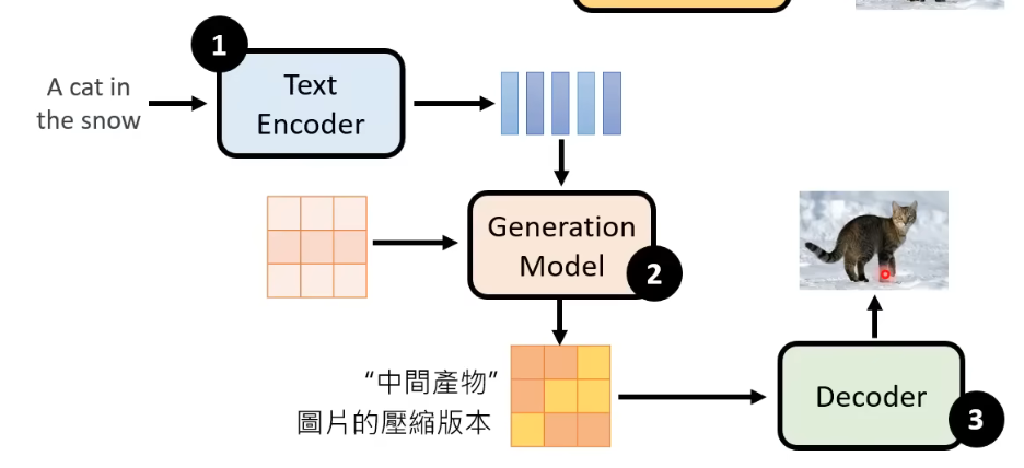 1
A cat in
the snow
Text
Encoder
Generation
Model
2
“中間產物”
圖片的壓縮版本
Decoder
3